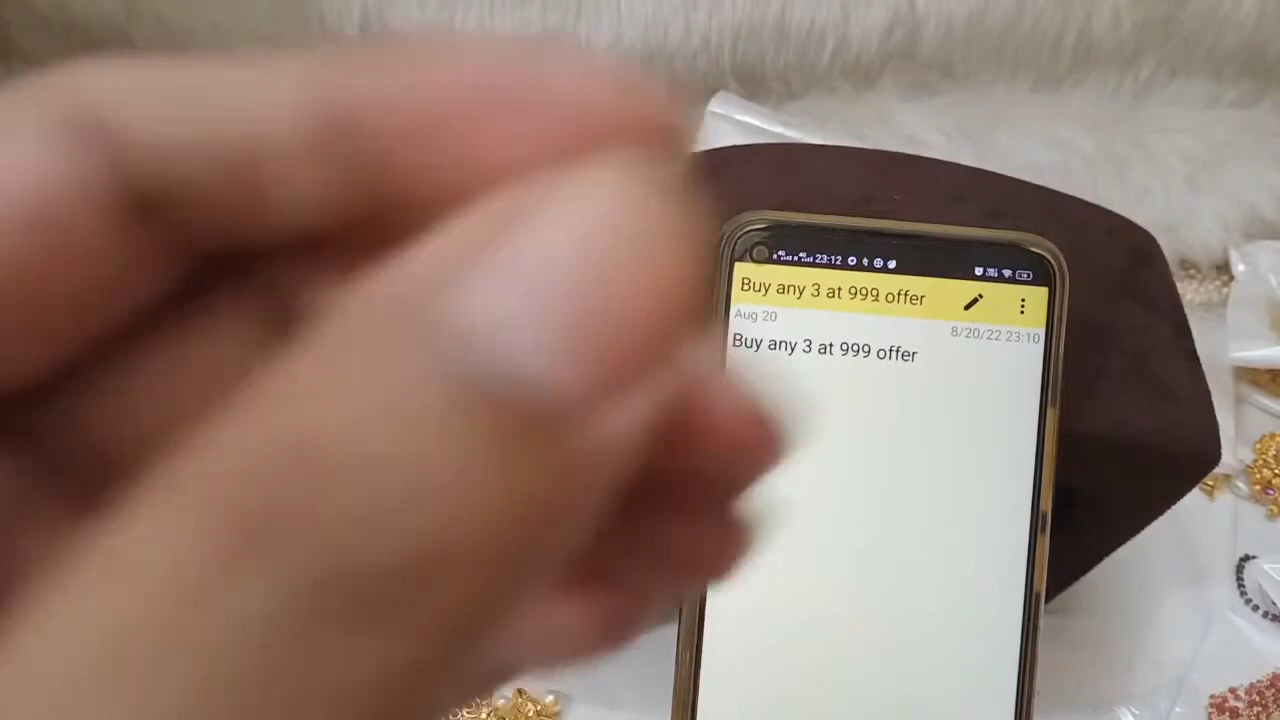 23:12
Buy any 3 at 999 offer
Aug 20
8/20/22 23:10
Buy any 3 at 999 offer